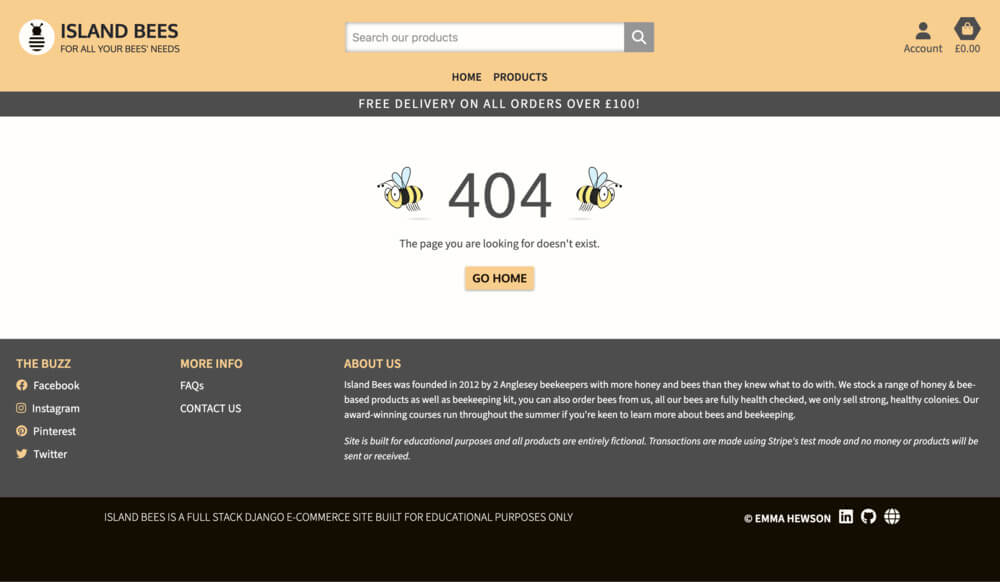 ISLAND BEES
FOR ALL YOUR BEES' NEEDS
Search our products
Account
£0.00
HOME PRODUCTS
FREE DELIVERY ON ALL ORDERS OVER £100!
404
The page you are looking for doesn't exist.
GO HOME
THE BUZZ
Facebook
Instagram
Pinterest
Twitter
MORE INFO
FAQs
CONTACT US
ABOUT US
Island Bees was founded in 2012 by 2 Anglesey beekeepers with more honey and bees than they knew what to do with. We stock a range of honey & bee-
based products as well as beekeeping kit, you can also order bees from us, all our bees are fully health checked, we only sell strong, healthy colonies. Our
award-winning courses run throughout the summer if you're keen to learn more about bees and beekeeping.
Site is built for educational purposes and all products are entirely fictional. Transactions are made using Stripe's test mode and no money or products will be
sent or received.
ISLAND BEES IS A FULL STACK DJANGO E-COMMERCE SITE BUILT FOR EDUCATIONAL PURPOSES ONLY
© EMMA HEWSON